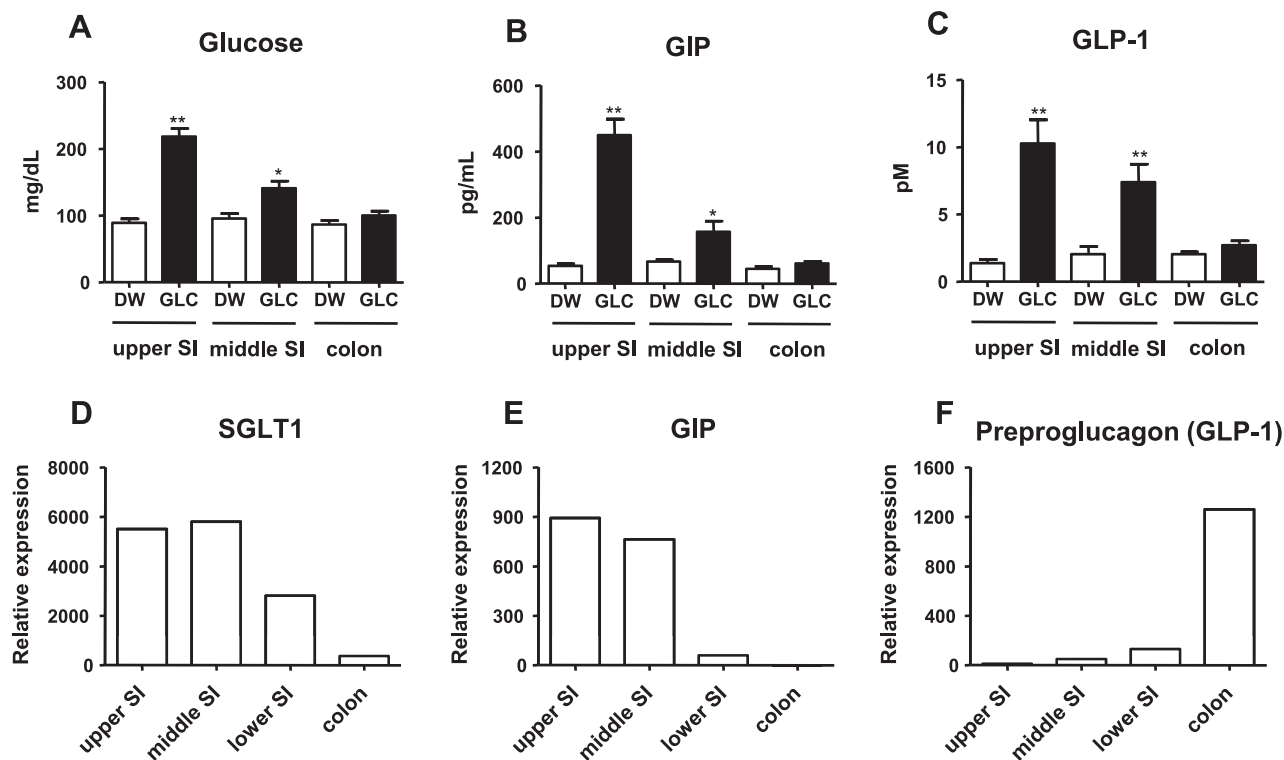 A
Glucose
300
200
100
0
mg/dL
**
*
DW GLC DW GLC DW GLC
upper SI middle SI colon
B
GIP
600
400
200
0
pg/mL
**
*
DW GLC DW GLC DW GLC
upper SI middle SI colon
C
GLP-1
15
10
5
0
pM
**
**
DW GLC DW GLC DW GLC
upper SI middle SI colon
D
SGLT1
8000
6000
4000
2000
0
Relative expression
upper SI
middle SI
lower SI
colon
E
GIP
1200
900
600
300
0
Relative expression
upper SI
middle SI
lower SI
colon
F
Preproglucagon (GLP-1)
1600
1200
800
400
0
Relative expression
upper SI
middle SI
lower SI
colon